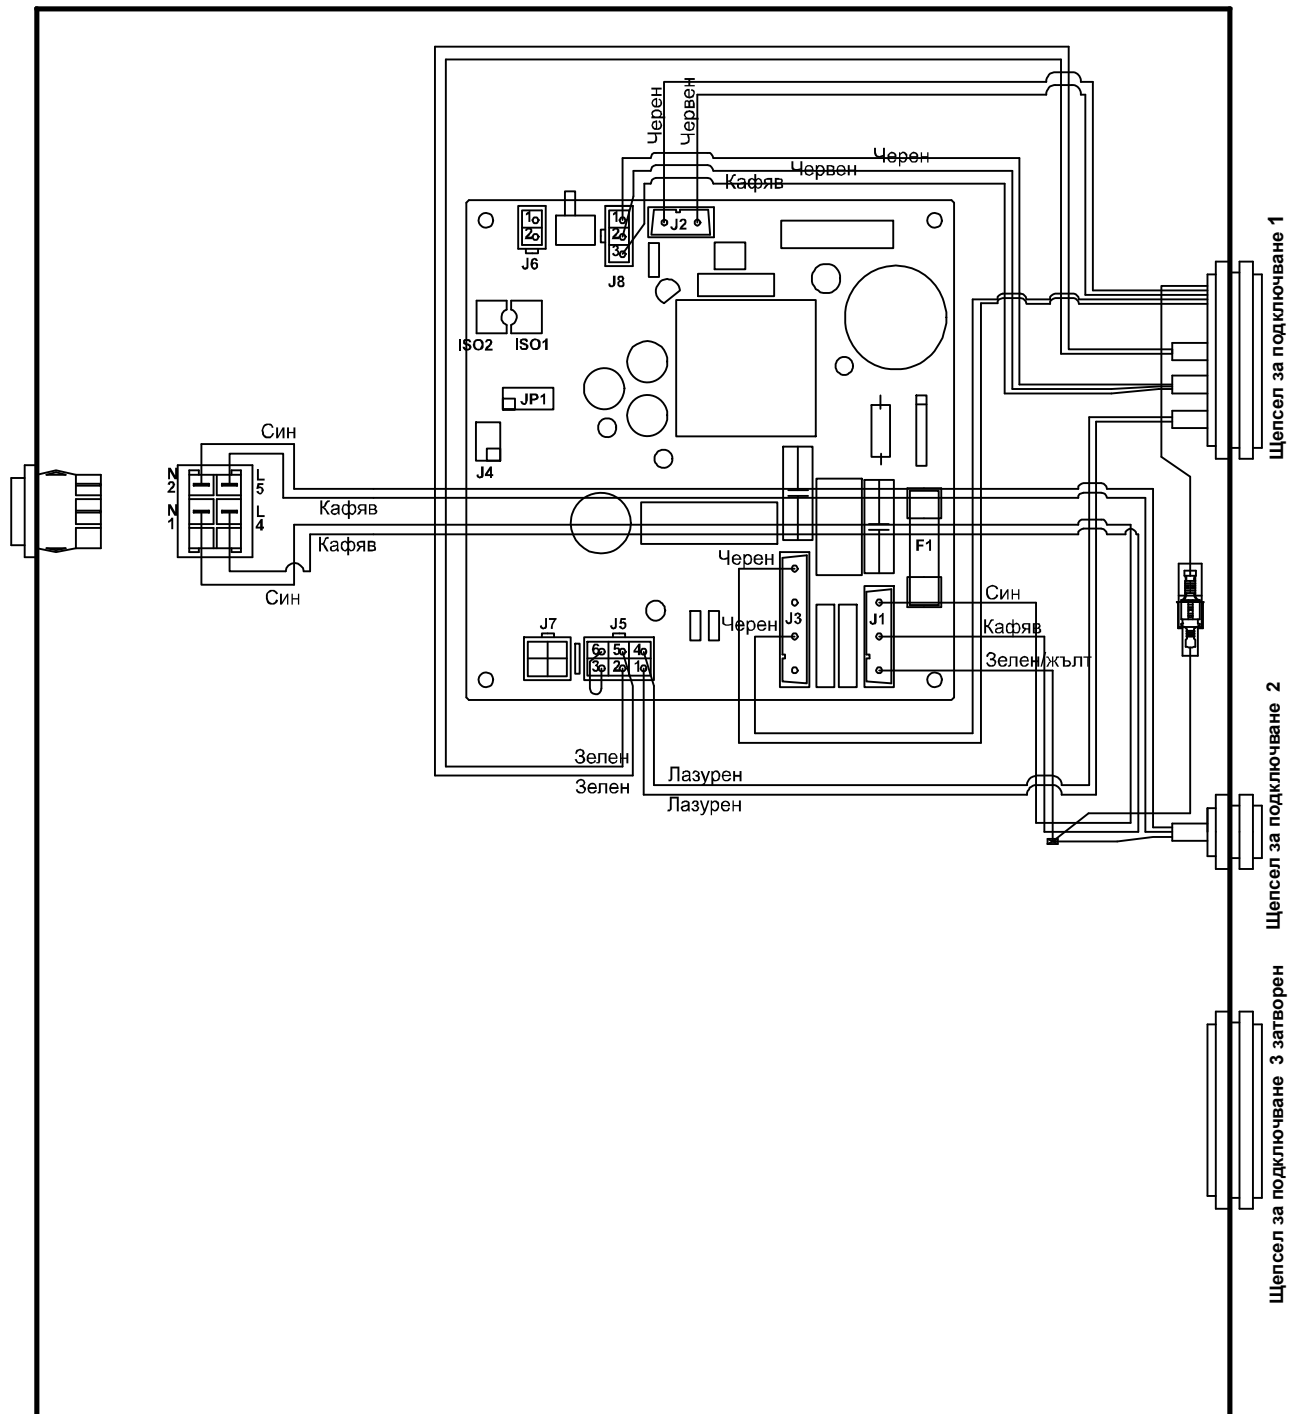 Черен
Червен
Черен
Червен
Кафяв
1
2
J6
1
2
3
J8
J2
ISO2
ISO1
JP1
J4
Син
N
2
L
5
N
1
L
4
Кафяв
Кафяв
Син
F1
Черен
Черен
J3
J1
Син
Кафяв
Зелен/жълт
J7
J5
6 5 4
3 2 1
Зелен
Зелен
Лазурен
Лазурен
Щепсел за подключване 1
Щепсел за подключване 2
Щепсел за подключване 3 затворен